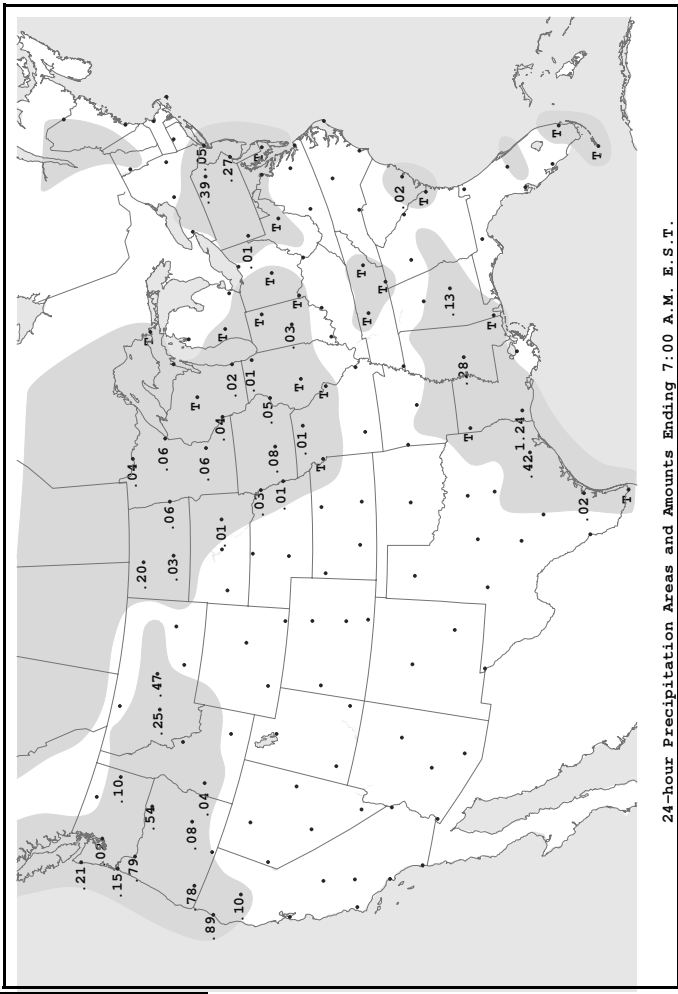 .21
.15
.10
.79
.04
.20
T
.54
.25
.47
.06
.06
.03
.78
.08
T
.05
.04
.06
.39
.89
.01
.04
T
.27
.02
.10
.01
.01
T
.03
T
.05
T
.08
T
.01
.03
T
T
.01
T
T
T
T
T
.02
T
.13
.28
T
T
1.24
.42
T
.02
T
T
24-hour Precipitation Areas and Amounts Ending 7:00 A.M. E.S.T.